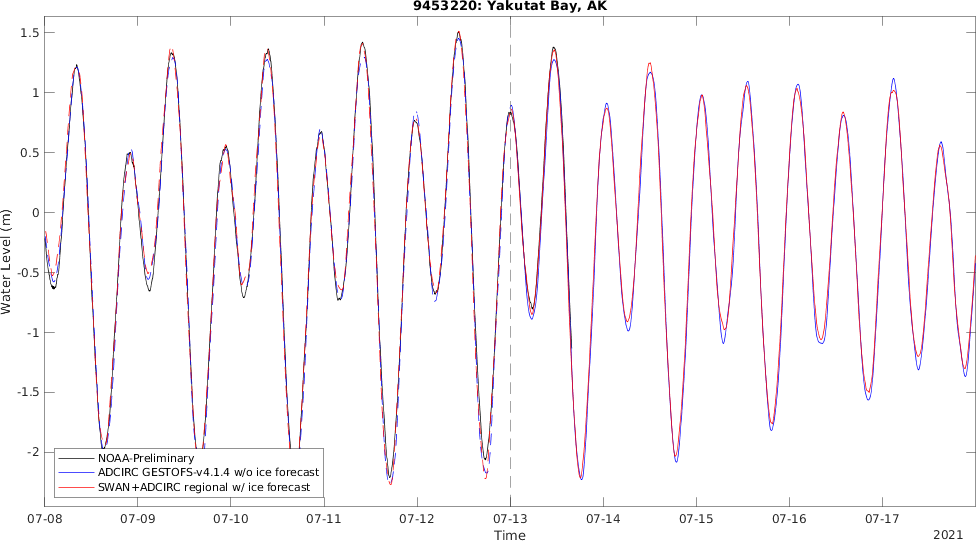 9453220: Yakutat Bay, AK
Water Level (m)
1.5
1
0.5
0
-0.5
-1
-1.5
-2
NOAA-Preliminary
ADCIRC GESTOFS-v4.1.4 w/o ice forecast
SWAN+ADCIRC regional w/ ice forecast
07-08 07-09 07-10 07-11 07-12 07-13 07-14 07-15 07-16 07-17
Time
2021